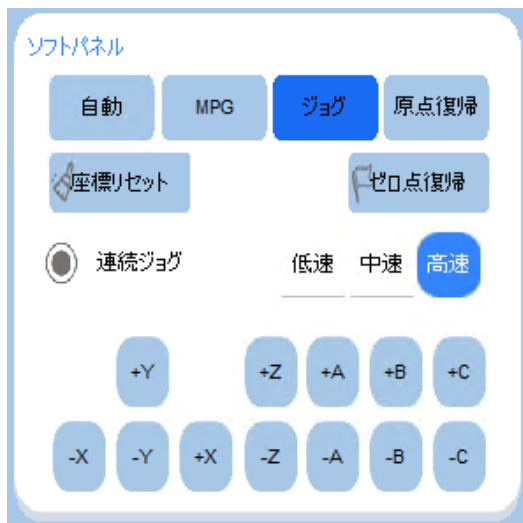 ソフトパネル
自動 MPG ジョグ 原点復帰
座標リセット ゼロ点復帰
連続ジョグ 低速 中速 高速
+Y +Z +A +B +C
-X -Y +X -Z -A -B -C